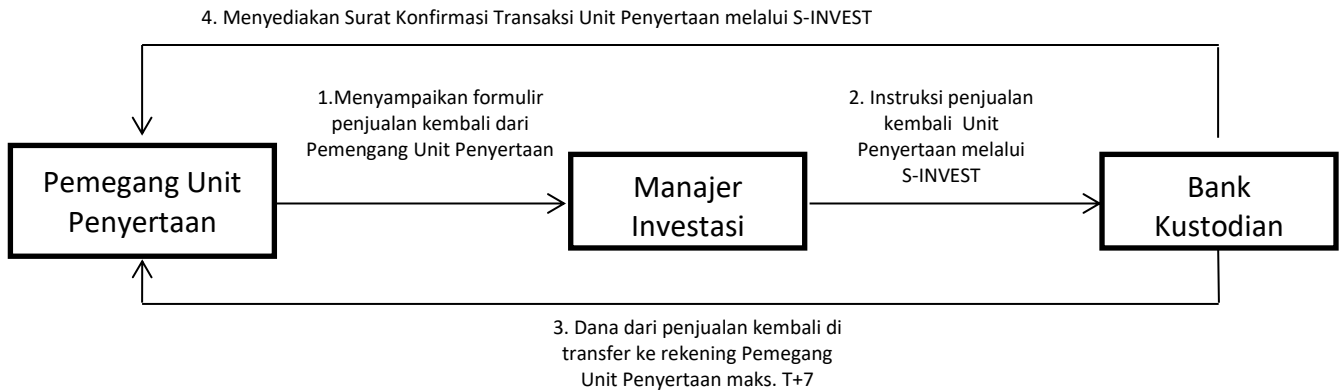 4. Menyediakan Surat Konfirmasi Transaksi Unit Penyertaan melalui S-INVEST
1.Menyampaikan formulir
penjualan kembali dari
Pemengang Unit Penyertaan
2. Instruksi penjualan
kembali Unit
Penyertaan melalui
S-INVEST
Pemegang Unit
Penyertaan
Manajer
Investasi
Bank
Kustodian
3. Dana dari penjualan kembali di
transfer ke rekening Pemegang
Unit Penyertaan maks. T+7